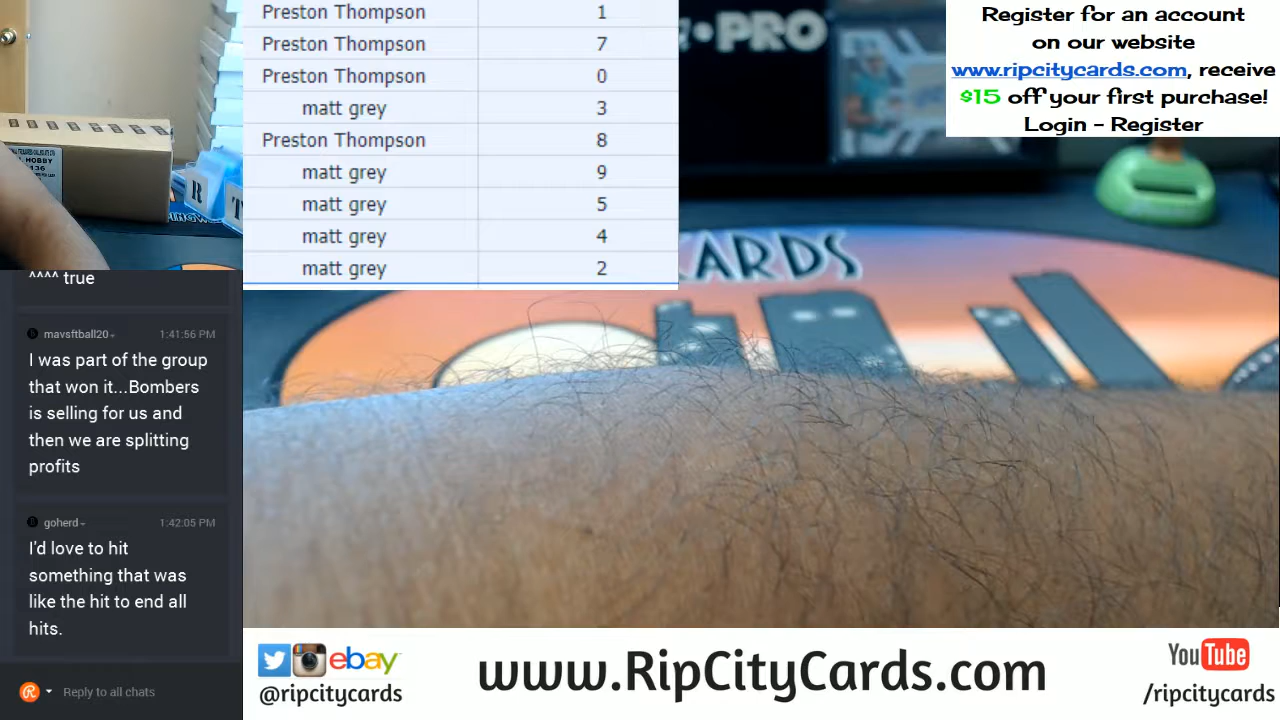 Preston Thompson 1
Preston Thompson 7
Preston Thompson 0
matt grey 3
Preston Thompson 8
matt grey 9
matt grey 5
matt grey 4
matt grey 2
PRO
Register for an account
on our website
www.ripcitycards.com, receive
$15 off your first purchase!
Login - Register
HOBBY
R
T
CARDS
^^^^ true
mavsftball20 1:41:56 PM
I was part of the group
that won it...Bombers
is selling for us and
then we are splitting
profits
goherd 1:42:05 PM
I'd love to hit
something that was
like the hit to end all
hits.
Reply to all chats
ebay
@ripcitycards
www.RipCityCards.com
YouTube
/ripcitycards